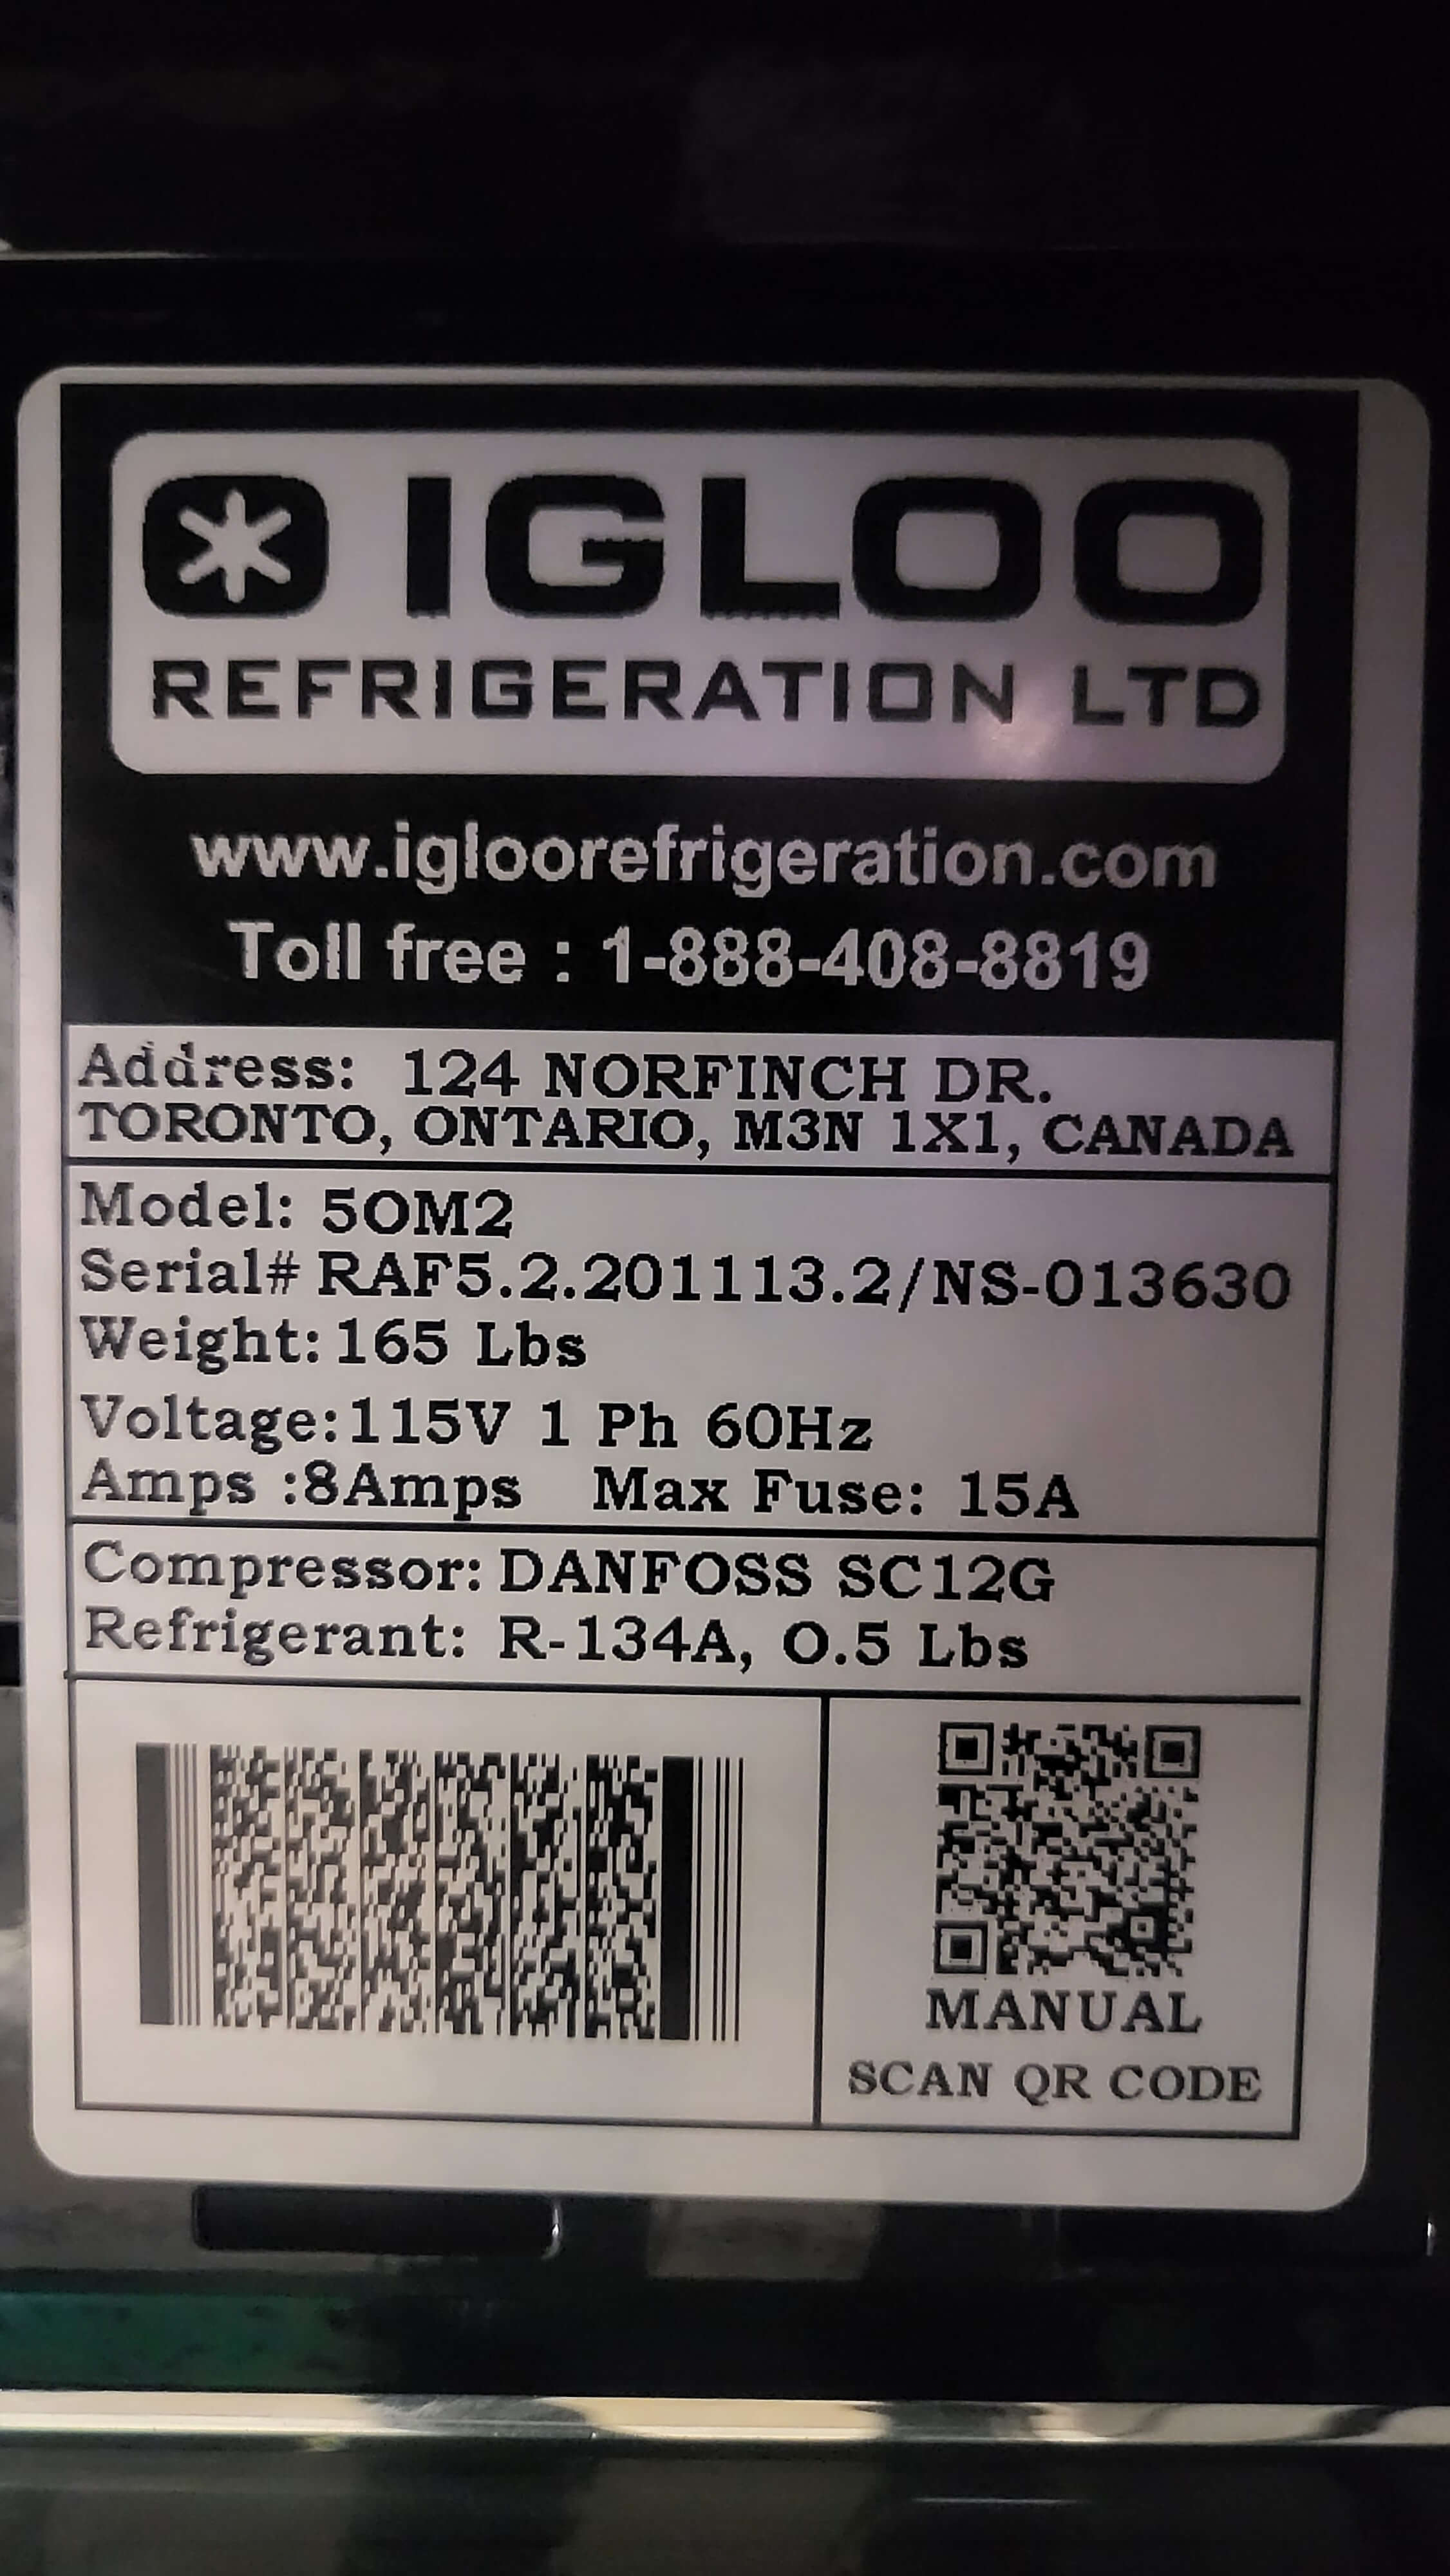 IGLOO
REFRIGERATION LTD
www.igloorefrigeration.com
Toll free : 1-888-408-8819
Address: 124 NORFINCH DR.
TORONTO, ONTARIO, M3N 1X1, CANADA
Model: 50M2
Serial# RAF5.2.201113.2/NS-013630
Weight: 165 Lbs
Voltage: 115V 1 Ph 60Hz
Amps :8Amps Max Fuse: 15A
Compressor: DANFOSS SC12G
Refrigerant: R-134A, 0.5 Lbs
MANUAL
SCAN QR CODE